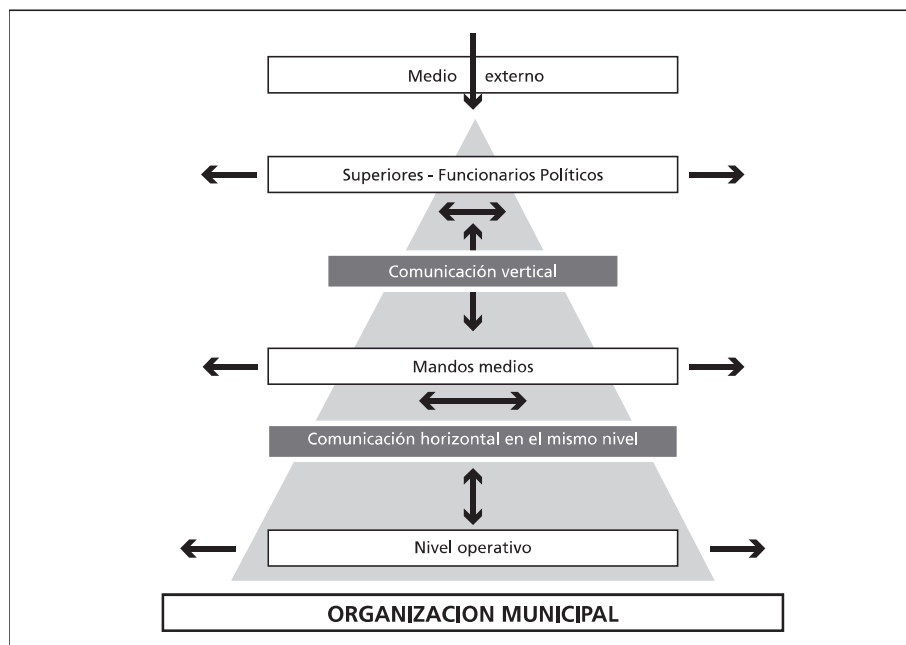 Medio externo
Superiores - Funcionarios Políticos
Comunicación vertical
Mandos medios
Comunicación horizontal en el mismo nivel
Nivel operativo
ORGANIZACION MUNICIPAL